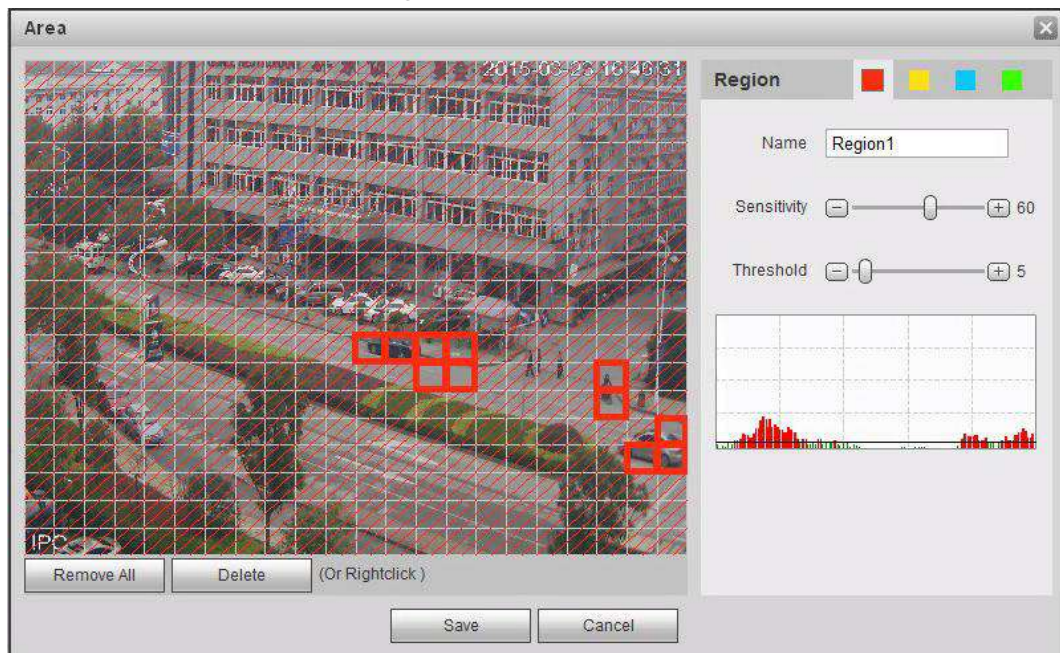 Area
2015-03-23 16:40:31
Region
Name Region1
Sensitivity 60
Threshold 5
IPC
Remove All Delete (Or Rightclick )
Save Cancel